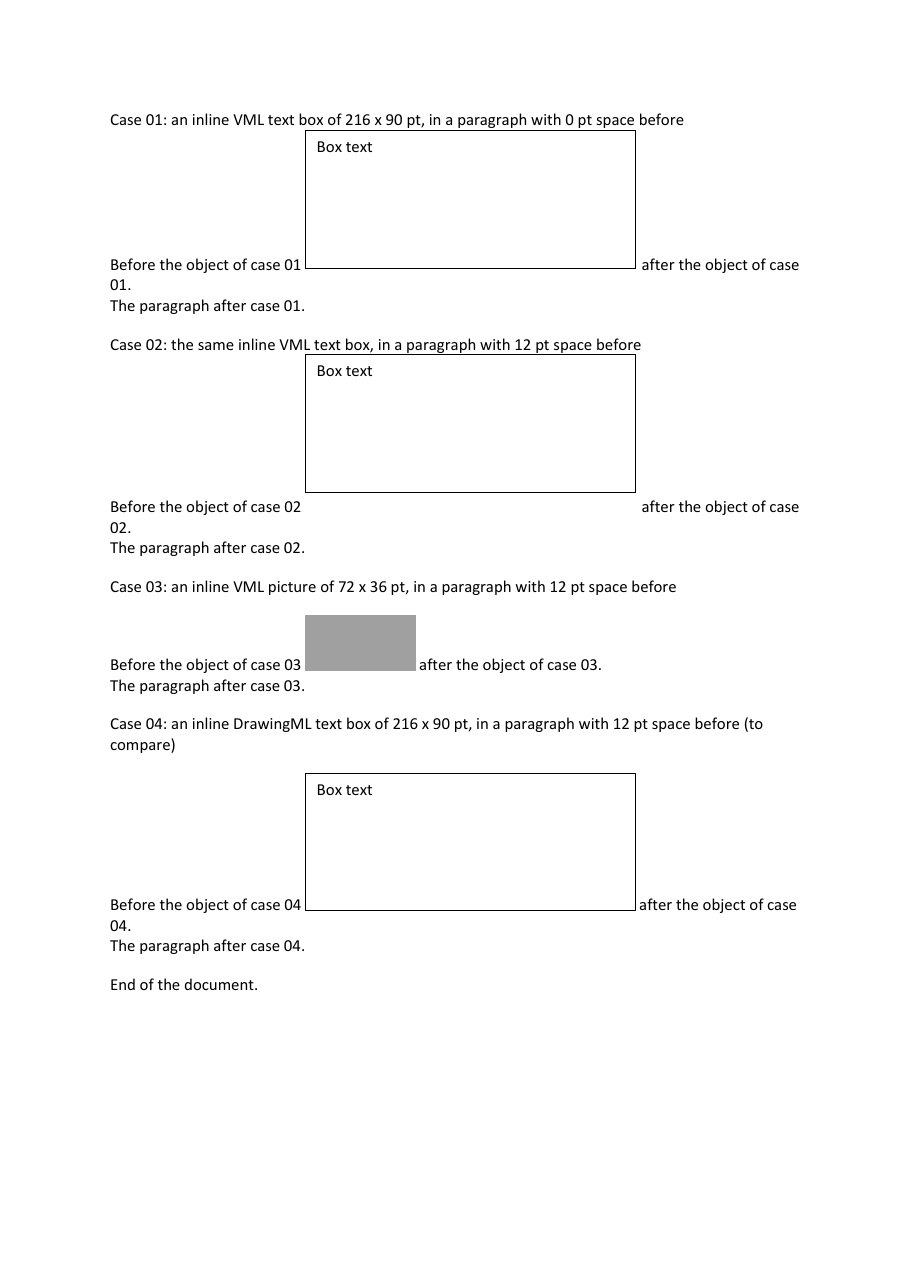 Case 01: an inline VML text box of 216 x 90 pt, in a paragraph with 0 pt space before
Box text
Before the object of case 01 after the object of case
01.
The paragraph after case 01.
Case 02: the same inline VML text box, in a paragraph with 12 pt space before
Box text
Before the object of case 02 after the object of case
02.
The paragraph after case 02.
Case 03: an inline VML picture of 72 x 36 pt, in a paragraph with 12 pt space before
Before the object of case 03 after the object of case 03.
The paragraph after case 03.
Case 04: an inline DrawingML text box of 216 x 90 pt, in a paragraph with 12 pt space before (to
compare)
Box text
Before the object of case 04 after the object of case
04.
The paragraph after case 04.
End of the document.